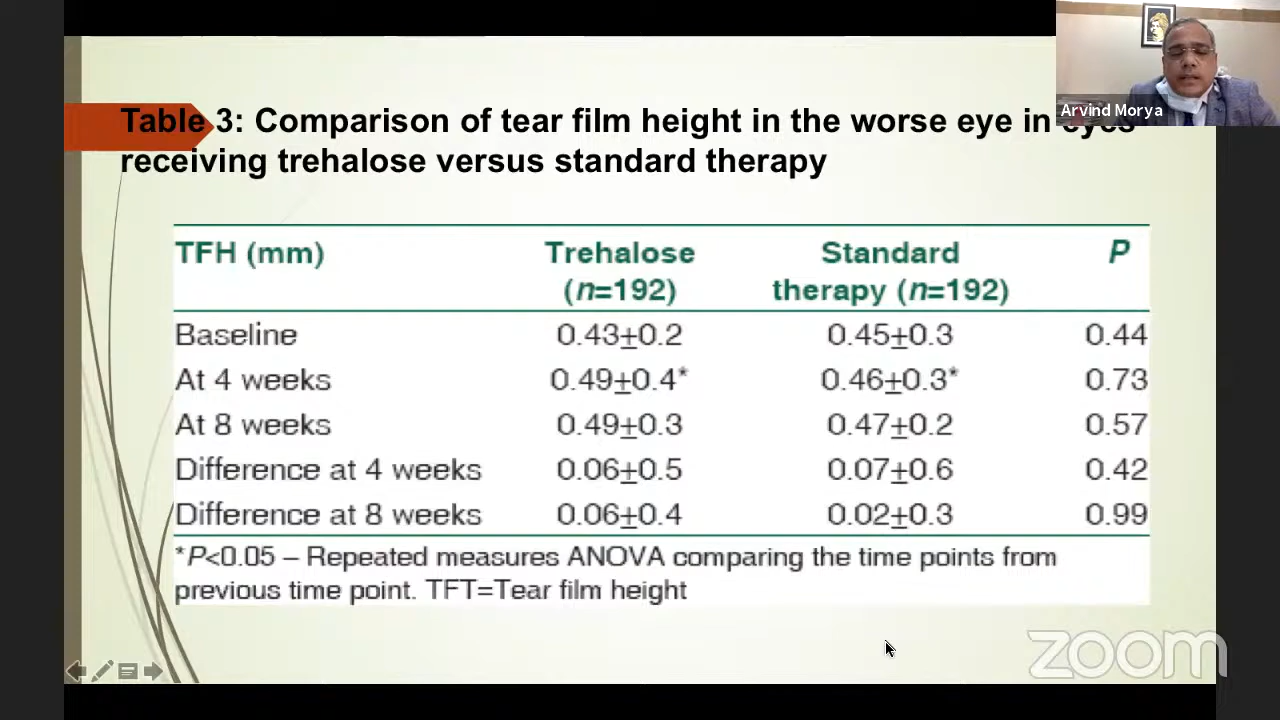 Arvind Morya
Table 3: Comparison of tear film height in the worse eye in eyes
receiving trehalose versus standard therapy
TFH (mm) Trehalose (n=192) Standard therapy (n=192) P
Baseline 0.43±0.2 0.45±0.3 0.44
At 4 weeks 0.49±0.4* 0.46±0.3* 0.73
At 8 weeks 0.49±0.3 0.47±0.2 0.57
Difference at 4 weeks 0.06±0.5 0.07±0.6 0.42
Difference at 8 weeks 0.06±0.4 0.02±0.3 0.99
*P<0.05 – Repeated measures ANOVA comparing the time points from
previous time point. TFT=Tear film height
zoom